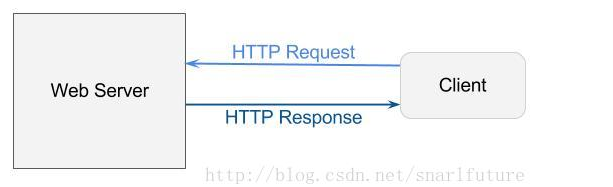 HTTP Request
Web Server
Client
HTTP Response
http://blog.csdn.net/snarlfuture